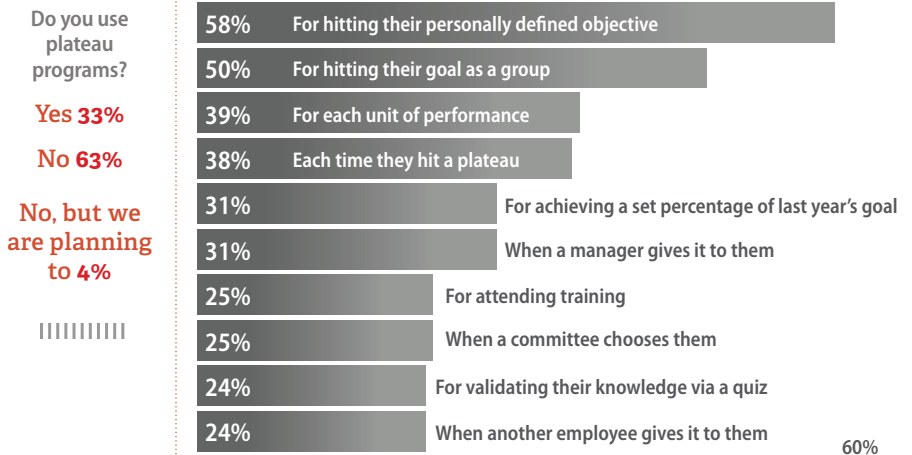 Do you use
plateau
programs?
Yes 33%
No 63%
No, but we
are planning
to 4%
58% For hitting their personally defined objective
50% For hitting their goal as a group
39% For each unit of performance
38% Each time they hit a plateau
31% For achieving a set percentage of last year’s goal
31% When a manager gives it to them
25% For attending training
25% When a committee chooses them
24% For validating their knowledge via a quiz
24% When another employee gives it to them
60%